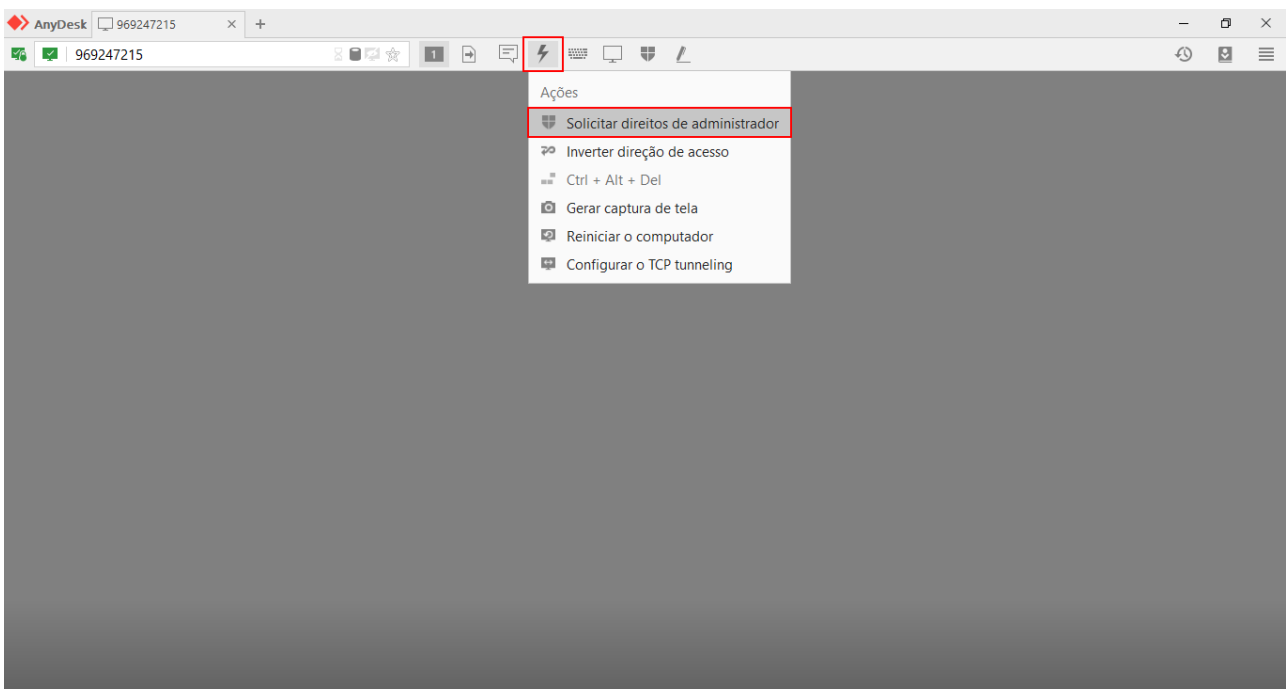 AnyDesk 969247215
969247215
1
Ações
Solicitar direitos de administrador
Inverter direção de acesso
Ctrl + Alt + Del
Gerar captura de tela
Reiniciar o computador
Configurar o TCP tunneling